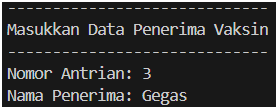 -----------------------------
Masukkan Data Penerima Vaksin
-----------------------------
Nomor Antrian: 3
Nama Penerima: Gegas